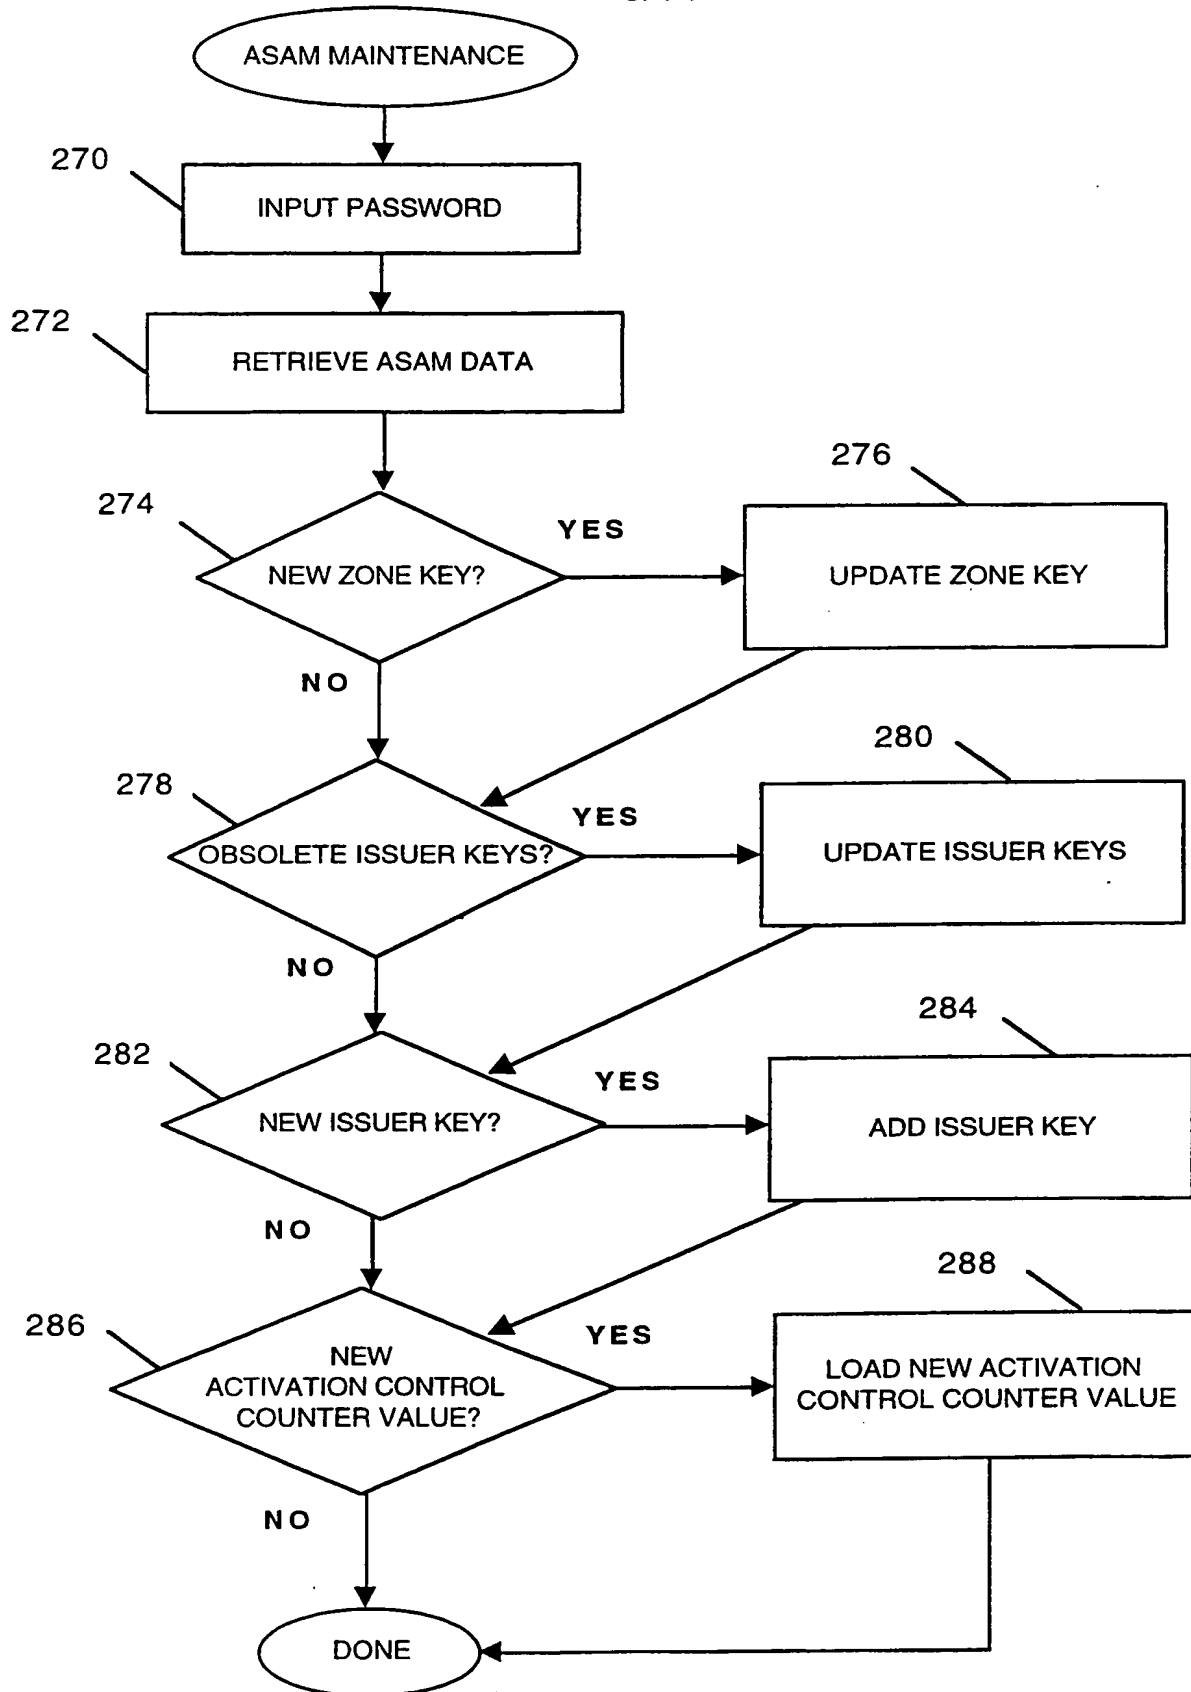 ASAM MAINTENANCE
270
INPUT PASSWORD
272
RETRIEVE ASAM DATA
276
274
YES
NEW ZONE KEY?
UPDATE ZONE KEY
NO
280
278
YES
OBSOLETE ISSUER KEYS?
UPDATE ISSUER KEYS
NO
284
282
YES
NEW ISSUER KEY?
ADD ISSUER KEY
NO
288
286
YES
NEW
ACTIVATION CONTROL
COUNTER VALUE?
LOAD NEW ACTIVATION
CONTROL COUNTER VALUE
NO
DONE